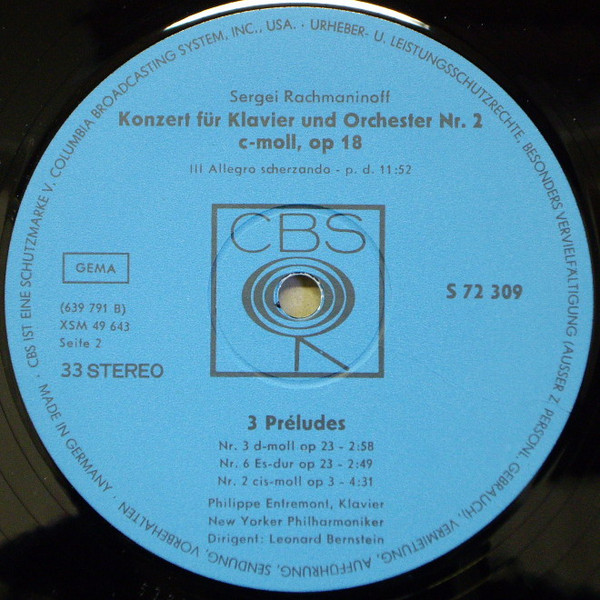 CBS IST EINE SCHUTZMARKE V. COLUMBIA BROADCASTING SYSTEM, INC., USA. · URHEBER- U. LEISTUNGSSCHUTZRECHTE, BESONDERS VERVIELFÄLTIGUNG (AUSSER Z. PERSÖNL. GEBRAUCH), VERMIETUNG, AUFFÜHRUNG, SENDUNG, VORBEHALTEN · MADE IN GERMANY ·
Sergei Rachmaninoff
Konzert für Klavier und Orchester Nr. 2
c-moll, op 18
III Allegro scherzando - p. d. 11:52
CBS
GEMA
S 72 309
(639 791 B)
XSM 49 643
Seite 2
33 STEREO
3 Préludes
Nr. 3 d-moll op 23 - 2:58
Nr. 6 Es-dur op 23 - 2:49
Nr. 2 cis-moll op 3 - 4:31
Philippe Entremont, Klavier
New Yorker Philharmoniker
Dirigent: Leonard Bernstein